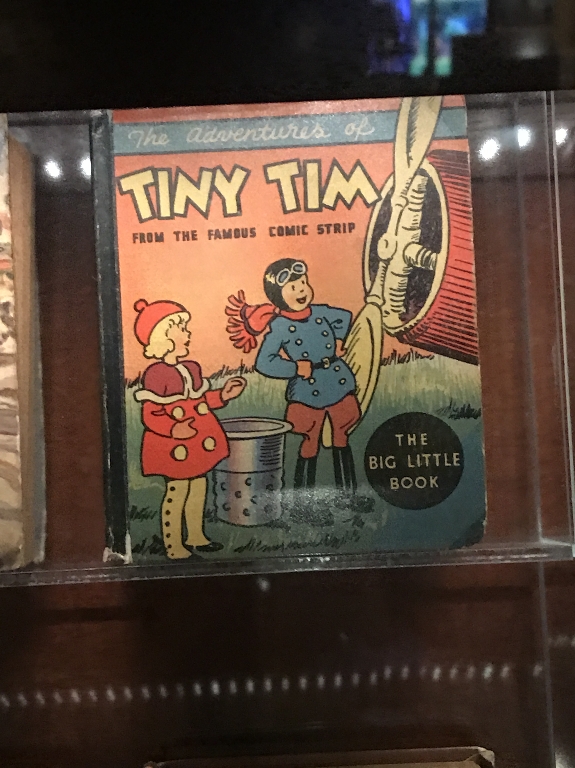 The Adventures of
TINY TIM
FROM THE FAMOUS COMIC STRIP
THE
BIG LITTLE
BOOK